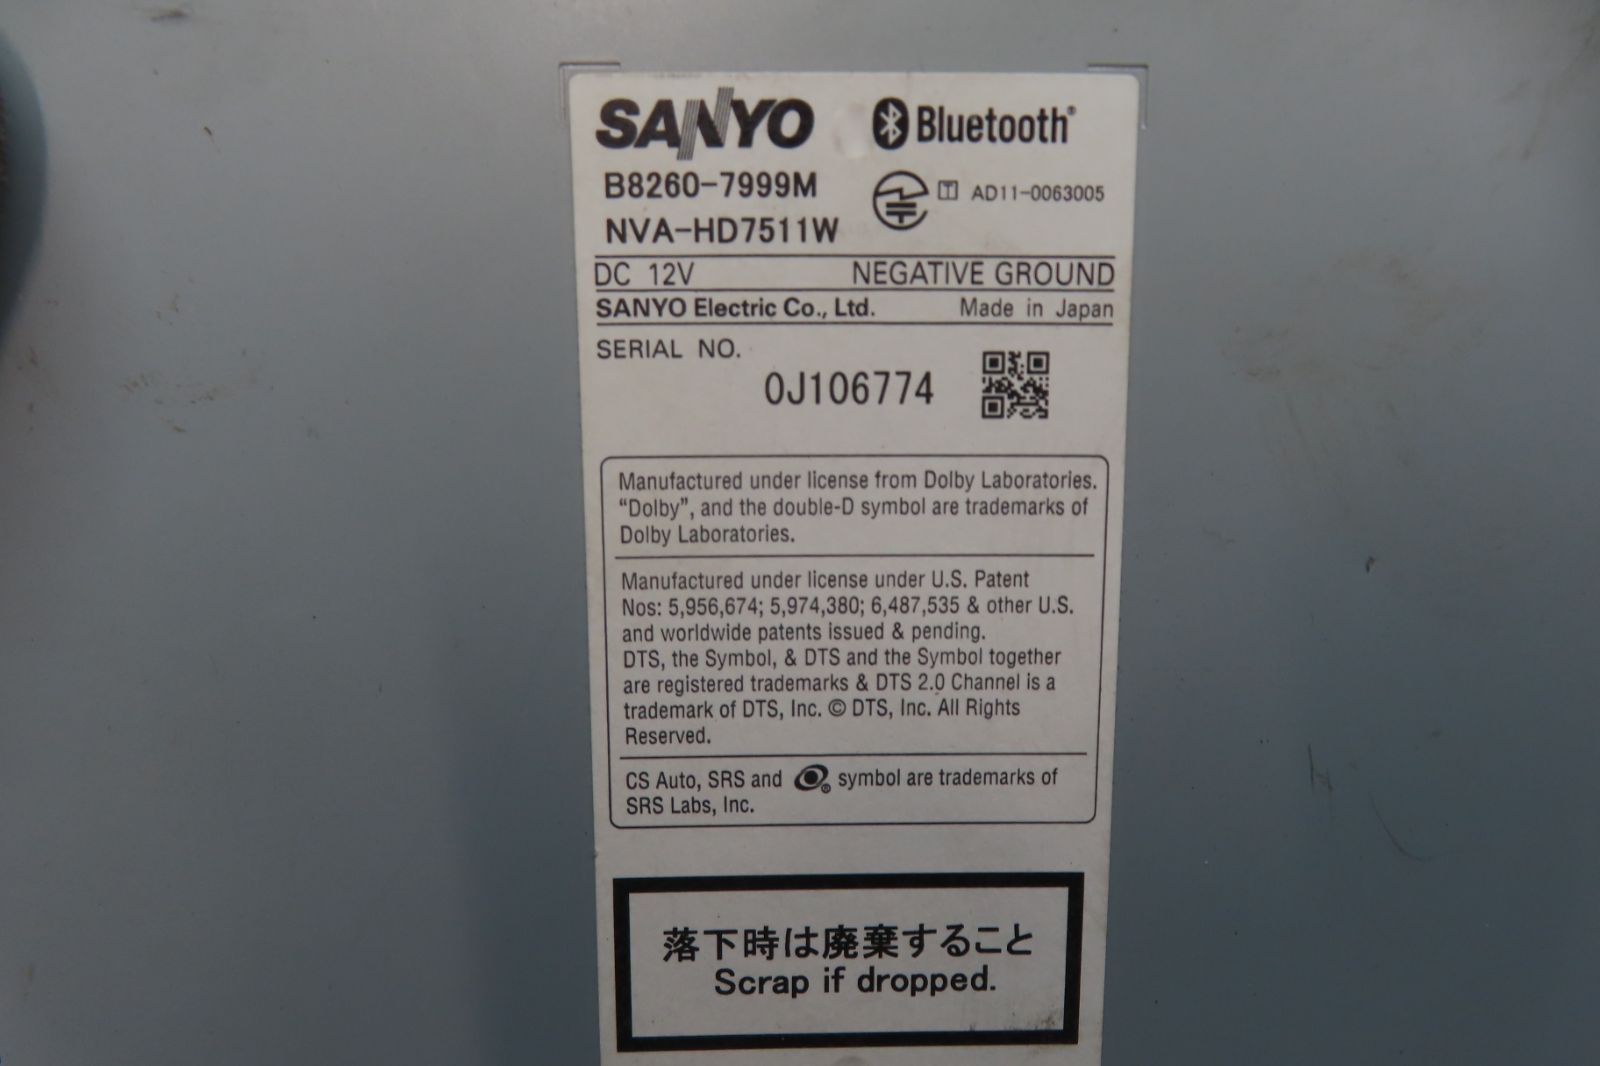 SANYO Bluetooth®
B8260-7999M
T AD11-0063005
NVA-HD7511W
DC 12V NEGATIVE GROUND
SANYO Electric Co., Ltd. Made in Japan
SERIAL NO.
0J106774
Manufactured under license from Dolby Laboratories.
“Dolby”, and the double-D symbol are trademarks of
Dolby Laboratories.
Manufactured under license under U.S. Patent
Nos: 5,956,674; 5,974,380; 6,487,535 & other U.S.
and worldwide patents issued & pending.
DTS, the Symbol, & DTS and the Symbol together
are registered trademarks & DTS 2.0 Channel is a
trademark of DTS, Inc. © DTS, Inc. All Rights
Reserved.
CS Auto, SRS and ® symbol are trademarks of
SRS Labs, Inc.
落下時は廃棄すること
Scrap if dropped.